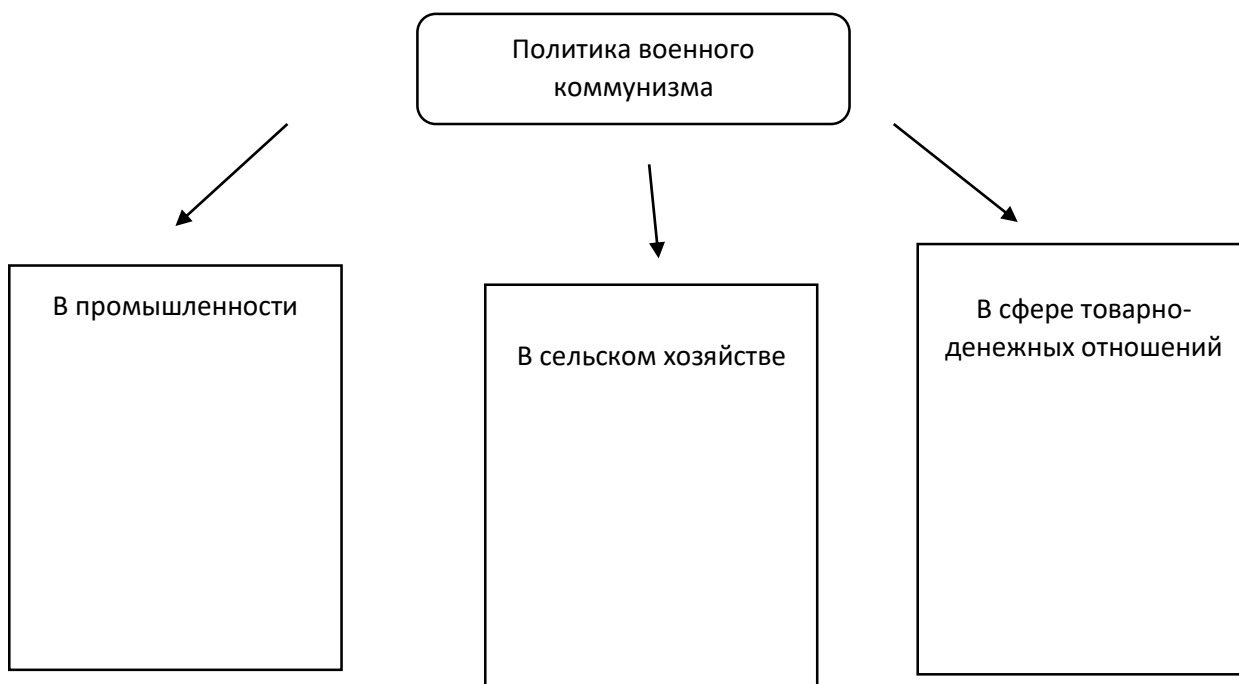 Политика военного
коммунизма
В промышленности
В сельском хозяйстве
В сфере товарно-
денежных отношений